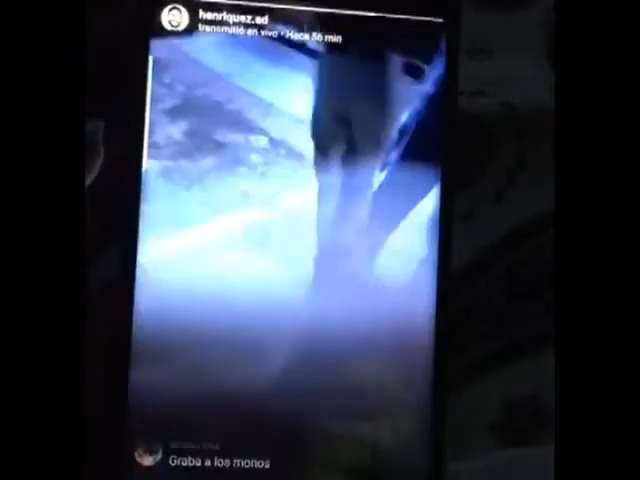 henriquez.ed
transmitió en vivo • Hace 56 min
Graba a los monos